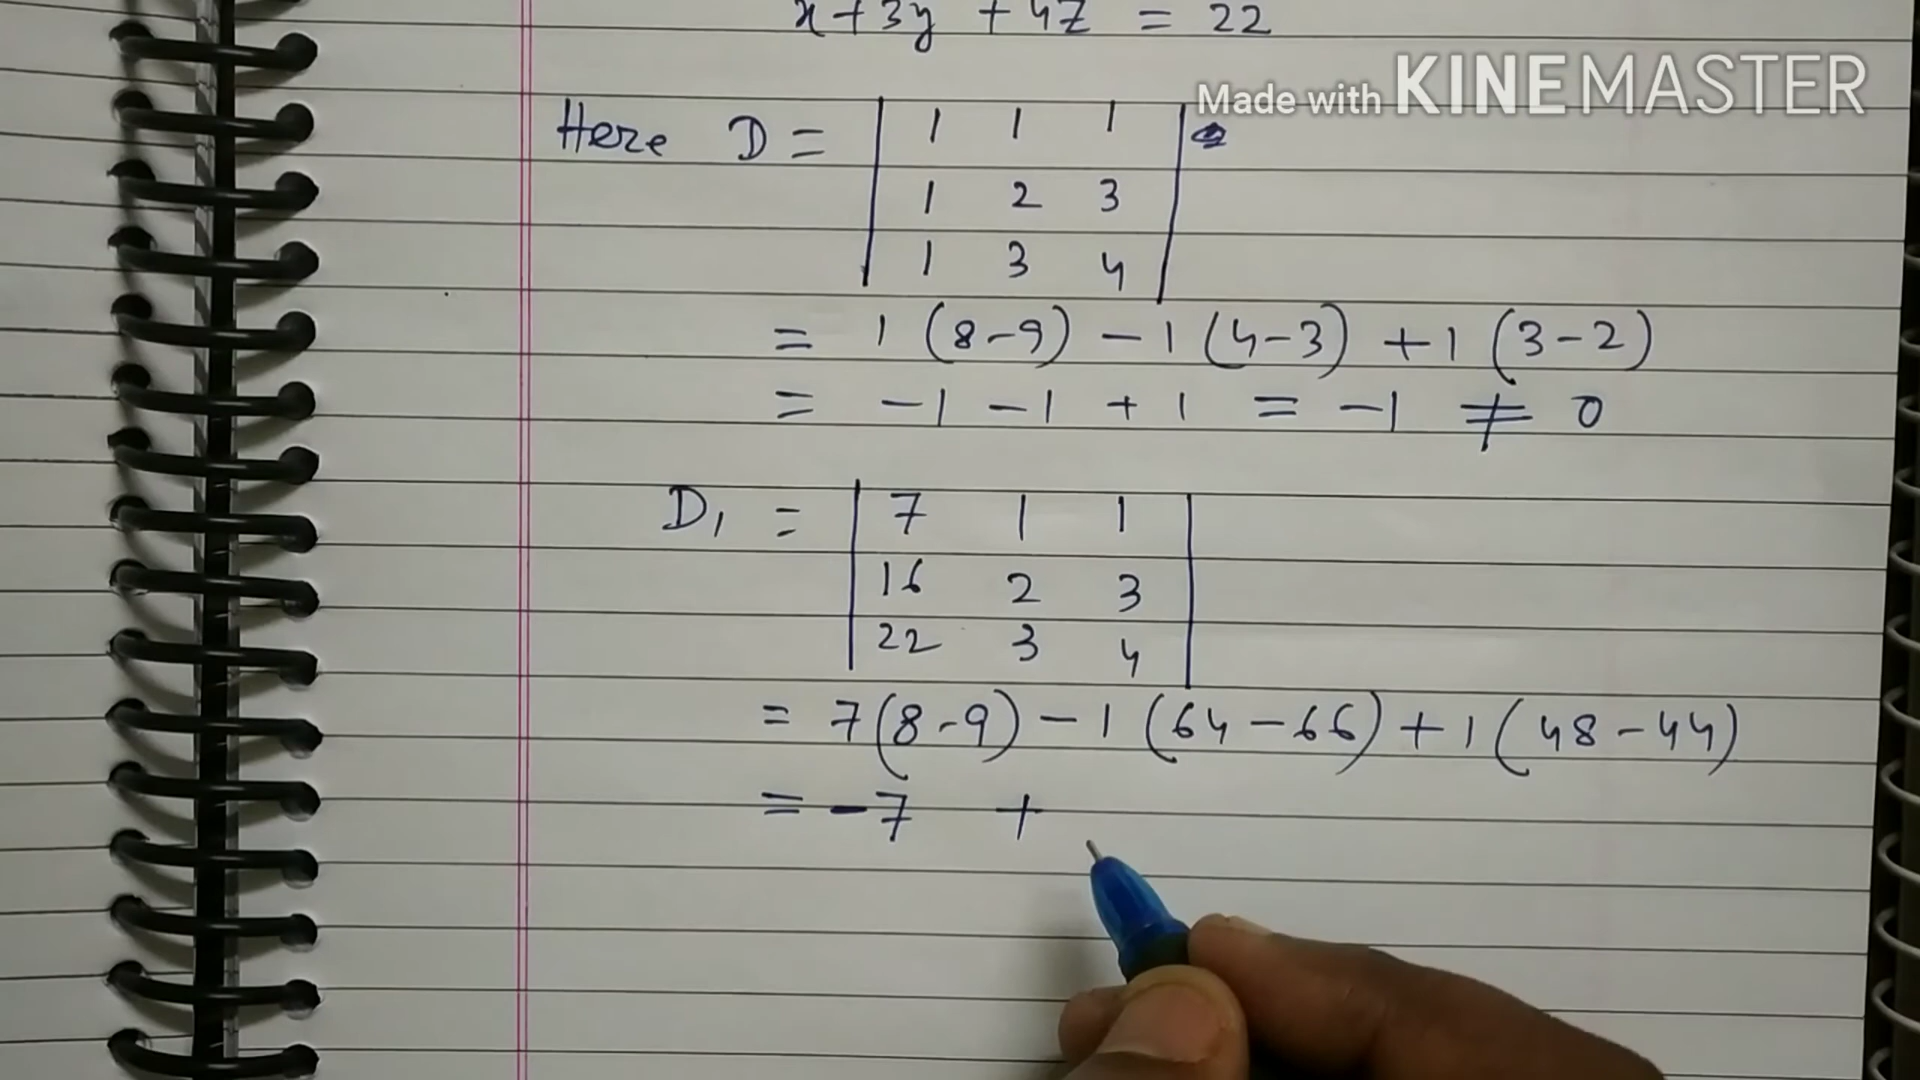 x + 3y + 4z = 22
Made with KINEMASTER
Here D = | 1 1 1 |
| 1 2 3 |
| 1 3 4 |
= 1 (8-9) - 1 (4-3) + 1 (3-2)
= -1 -1 + 1 = -1 ≠ 0
D₁ = | 7 1 1 |
| 16 2 3 |
| 22 3 4 |
= 7(8-9) - 1 (64-66) + 1 (48-44)
= -7 +